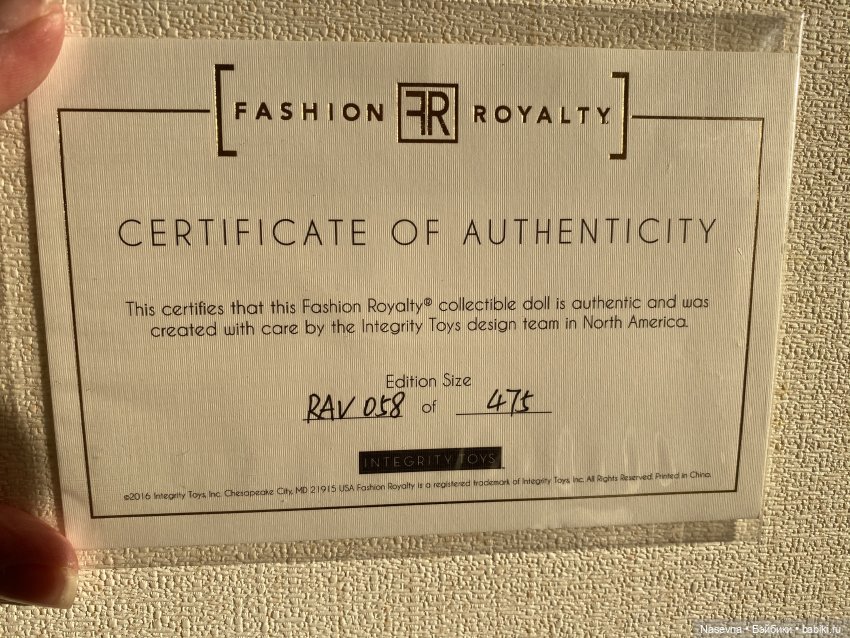 FASHION FR ROYALTY
CERTIFICATE OF AUTHENTICITY
This certifies that this Fashion Royalty® collectible doll is authentic and was
created with care by the Integrity Toys design team in North America.
Edition Size
RAV 058 of 475
INTEGRITY TOYS
©2016 Integrity Toys, Inc. Chesapeake City, MD 21915 USA Fashion Royalty is a registered trademark of Integrity Toys, Inc. All Rights Reserved. Printed in China.
Nasevna • Бэйбики • babiki.ru